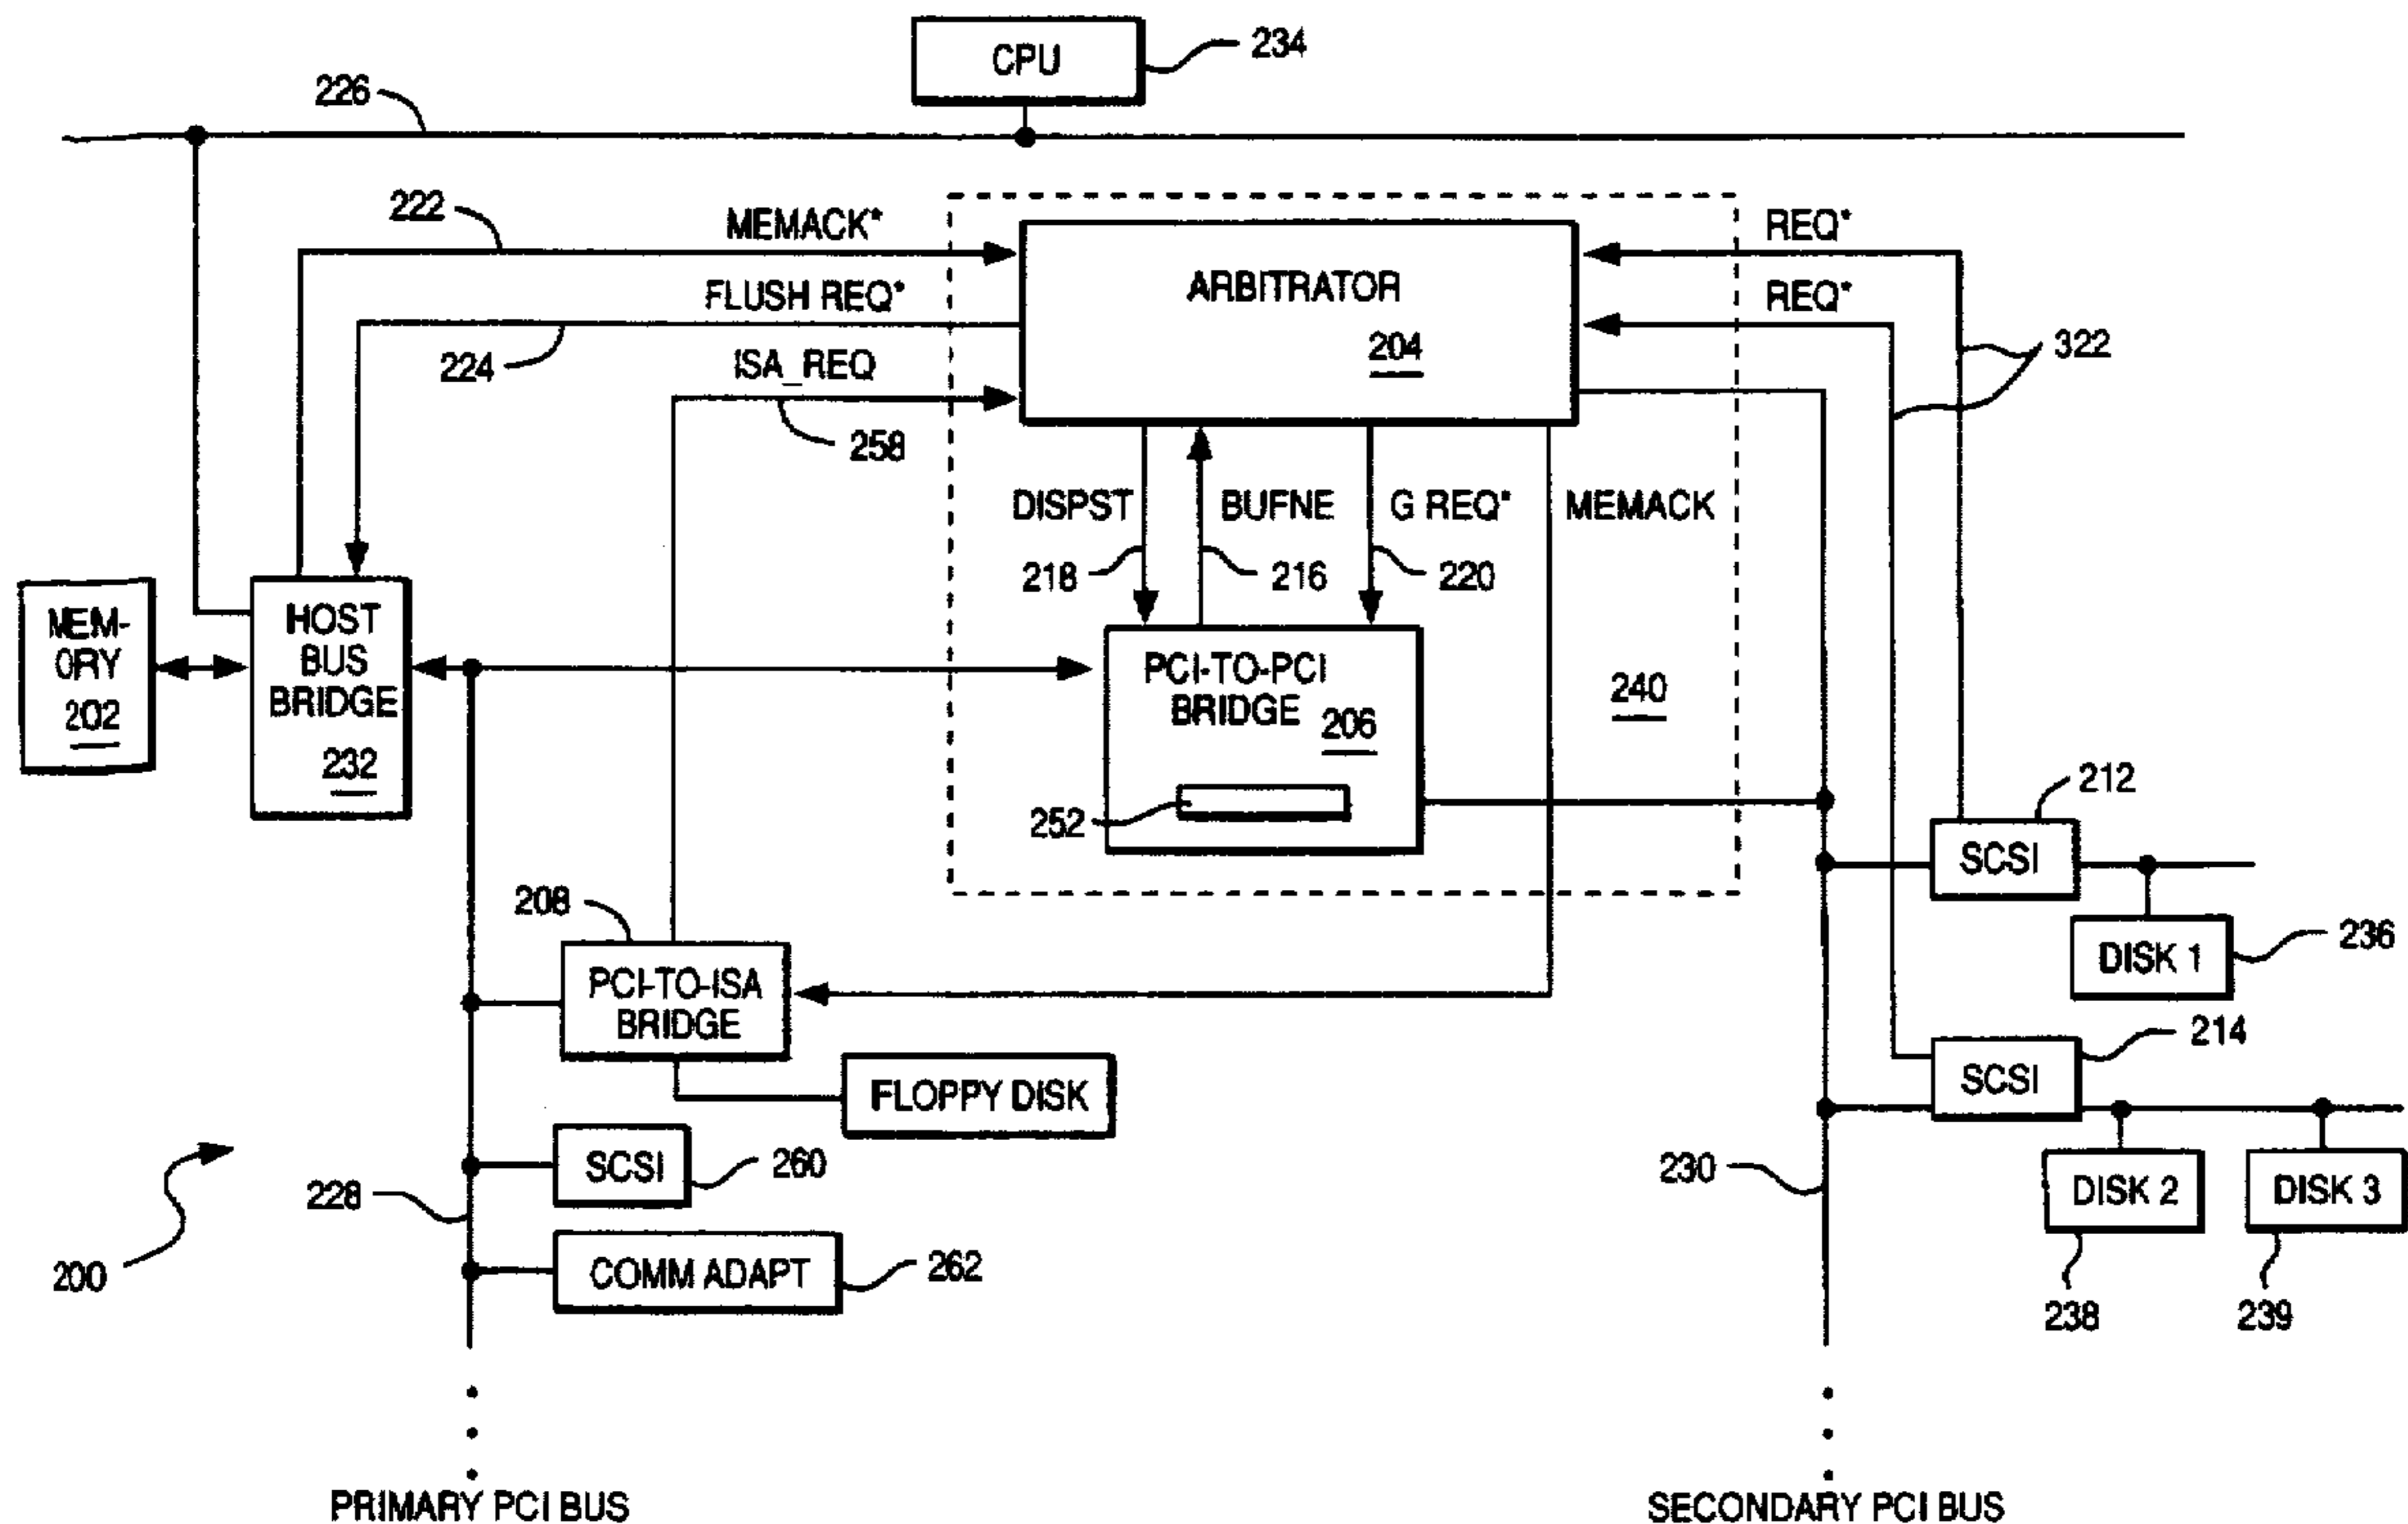 CPU
234
226
222
MEMACK*
REQ*
ARBITRATOR
204
FLUSH REQ*
REQ*
224
ISA_REQ
322
258
DISPST
BUFNE
G REQ*
MEMACK
218
216
220
MEM-
ORY
202
HOST
BUS
BRIDGE
232
PCI-TO-PCI
BRIDGE
206
240
252
212
SCSI
208
DISK 1
236
PCI-TO-ISA
BRIDGE
214
SCSI
FLOPPY DISK
SCSI
260
230
DISK 2
DISK 3
228
200
COMM ADAPT
262
238
239
PRIMARY PCI BUS
SECONDARY PCI BUS